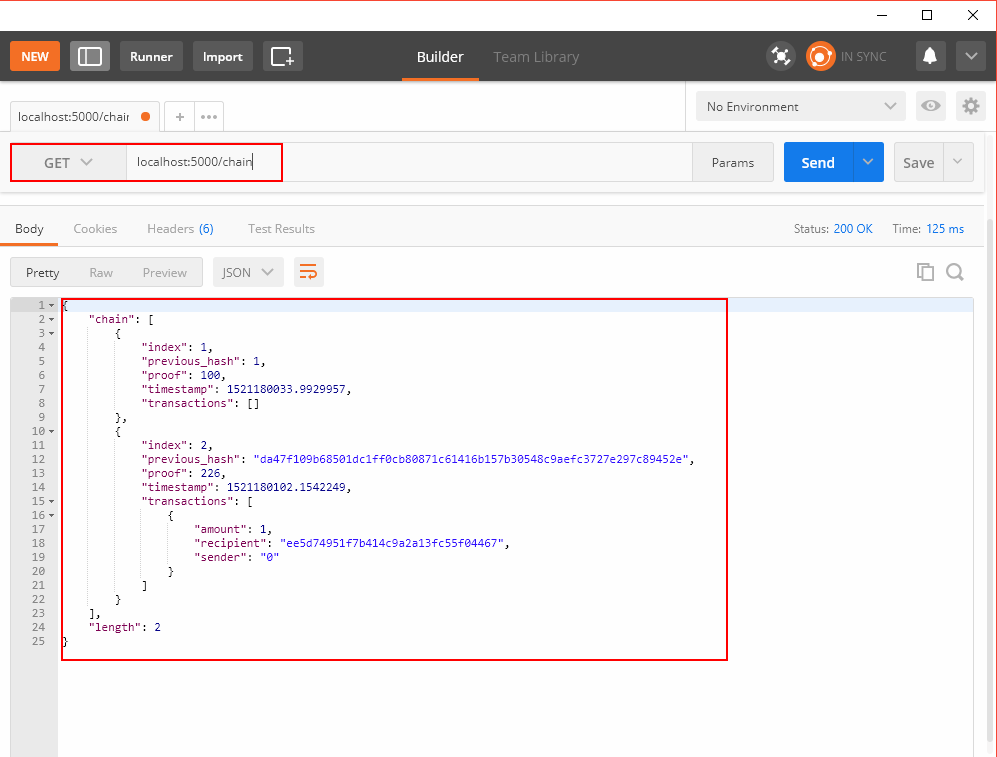 NEW Runner Import Builder Team Library IN SYNC
localhost:5000/chain + ••• No Environment
GET localhost:5000/chain Params Send Save
Body Cookies Headers (6) Test Results Status: 200 OK Time: 125 ms
Pretty Raw Preview JSON
1 {
2 "chain": [
3 {
4 "index": 1,
5 "previous_hash": 1,
6 "proof": 100,
7 "timestamp": 1521180033.9929957,
8 "transactions": []
9 },
10 {
11 "index": 2,
12 "previous_hash": "da47f109b68501dc1ff0cb80871c61416b157b30548c9aefc3727e297c89452e",
13 "proof": 226,
14 "timestamp": 1521180102.1542249,
15 "transactions": [
16 {
17 "amount": 1,
18 "recipient": "ee5d74951f7b414c9a2a13fc55f04467",
19 "sender": "0"
20 }
21 ]
22 }
23 ],
24 "length": 2
25 }